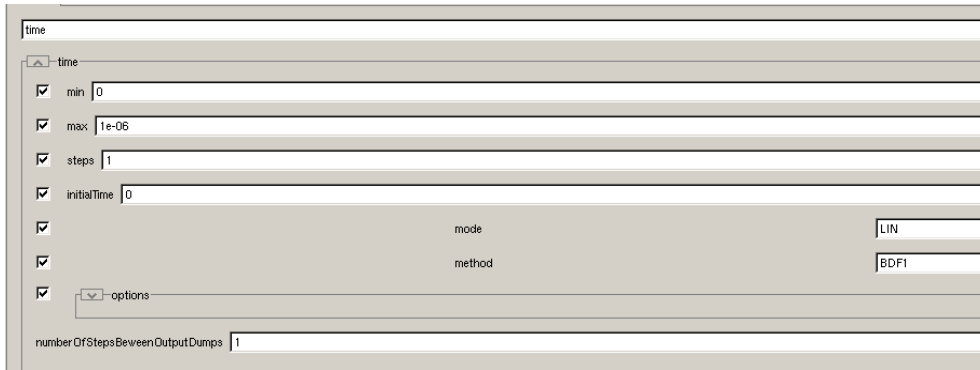 time
time
min 0
max 1e-06
steps 1
initialTime 0
mode LIN
method BDF1
options
numberOfStepsBeweenOutputDumps 1